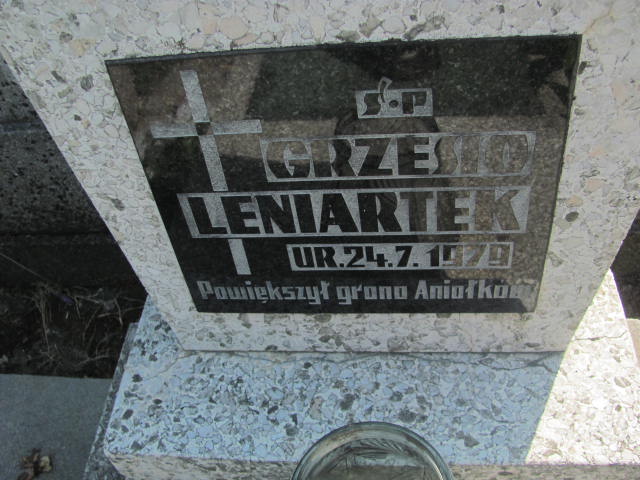 Ś.P
GRZESIO
LENIARTEK
UR. 24.7.1979
Powiększył grono Aniołków